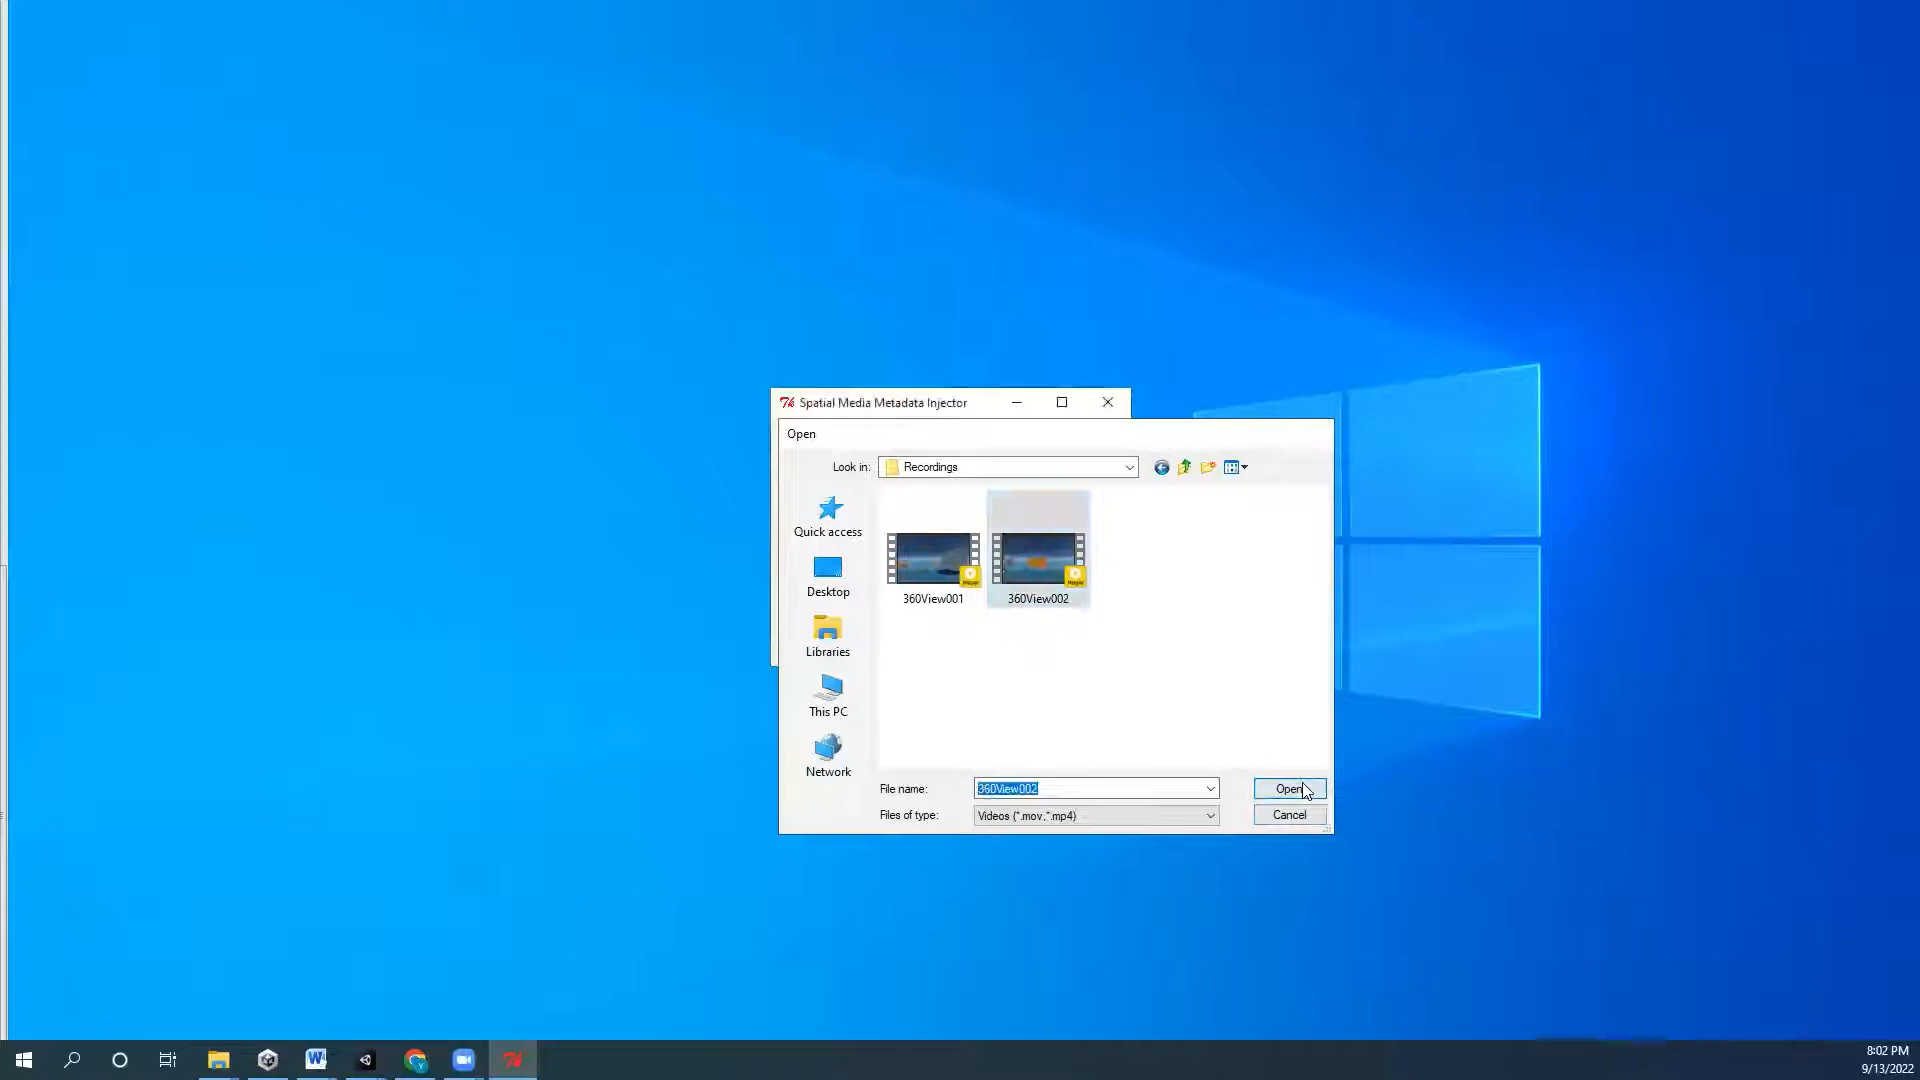 Spatial Media Metadata Injector
Open
Look in: Recordings
Quick access
Desktop
Libraries
This PC
Network
360View001 360View002
File name: 360View002 Open
Files of type: Videos (*.mov;*.mp4) Cancel
8:02 PM
9/13/2022